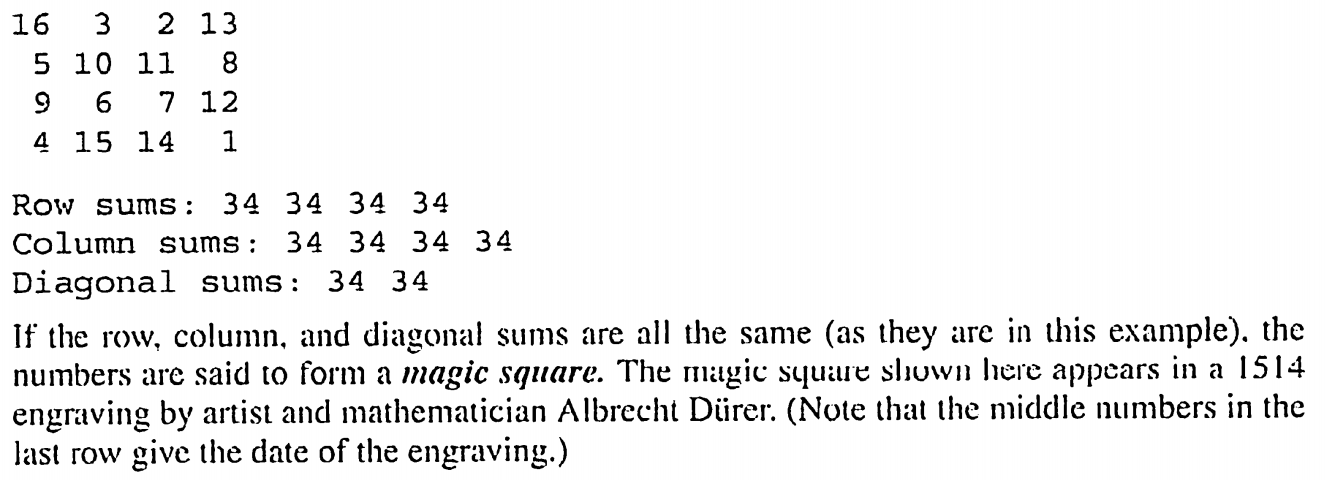 16 3 2 13
5 10 11 8
9 6 7 12
4 15 14 1
Row sums: 34 34 34 34
Column sums: 34 34 34 34
Diagonal sums: 34 34
If the row, column, and diagonal sums are all the same (as they are in this example), the
numbers are said to form a magic square. The magic square shown here appears in a 1514
engraving by artist and mathematician Albrecht Dürer. (Note that the middle numbers in the
last row give the date of the engraving.)